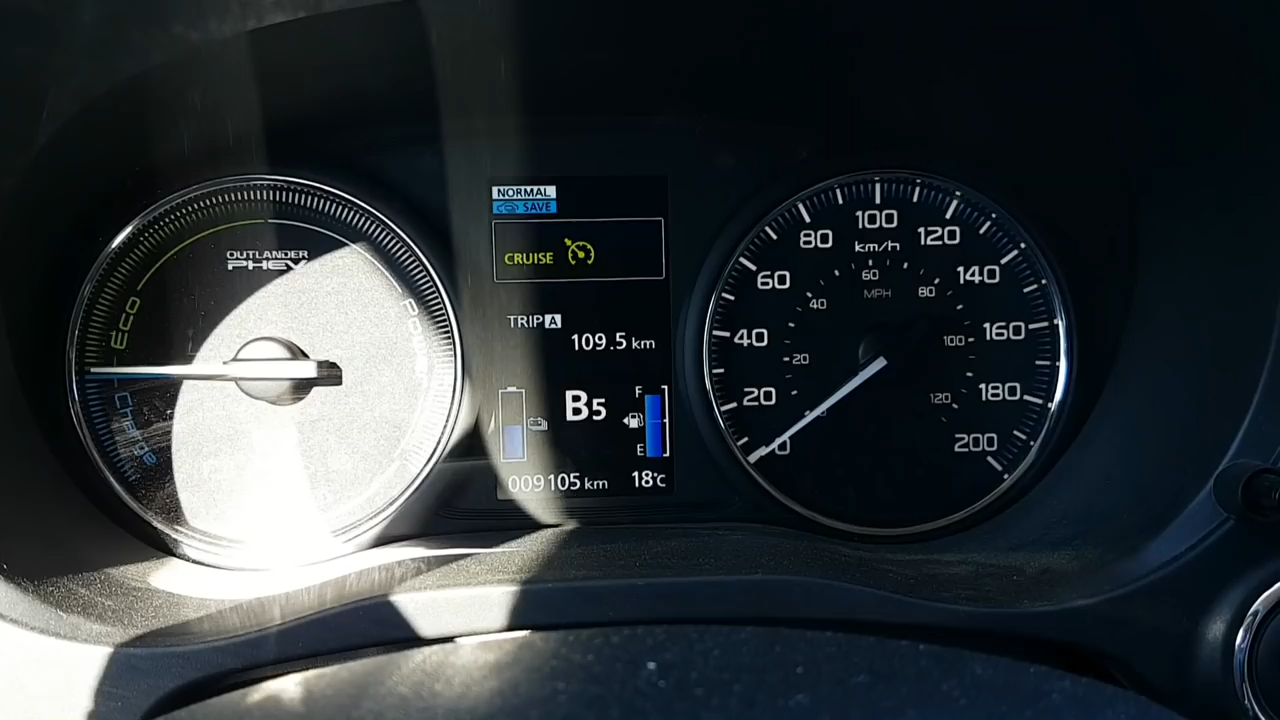 OUTLANDER
PHEV
Eco
Charge
NORMAL
SAVE
CRUISE
TRIP A
109.5 km
B5
F
E
009105 km
18°C
0
20
40
60
80
100
120
140
160
180
200
km/h
20
40
60
80
100
120
MPH